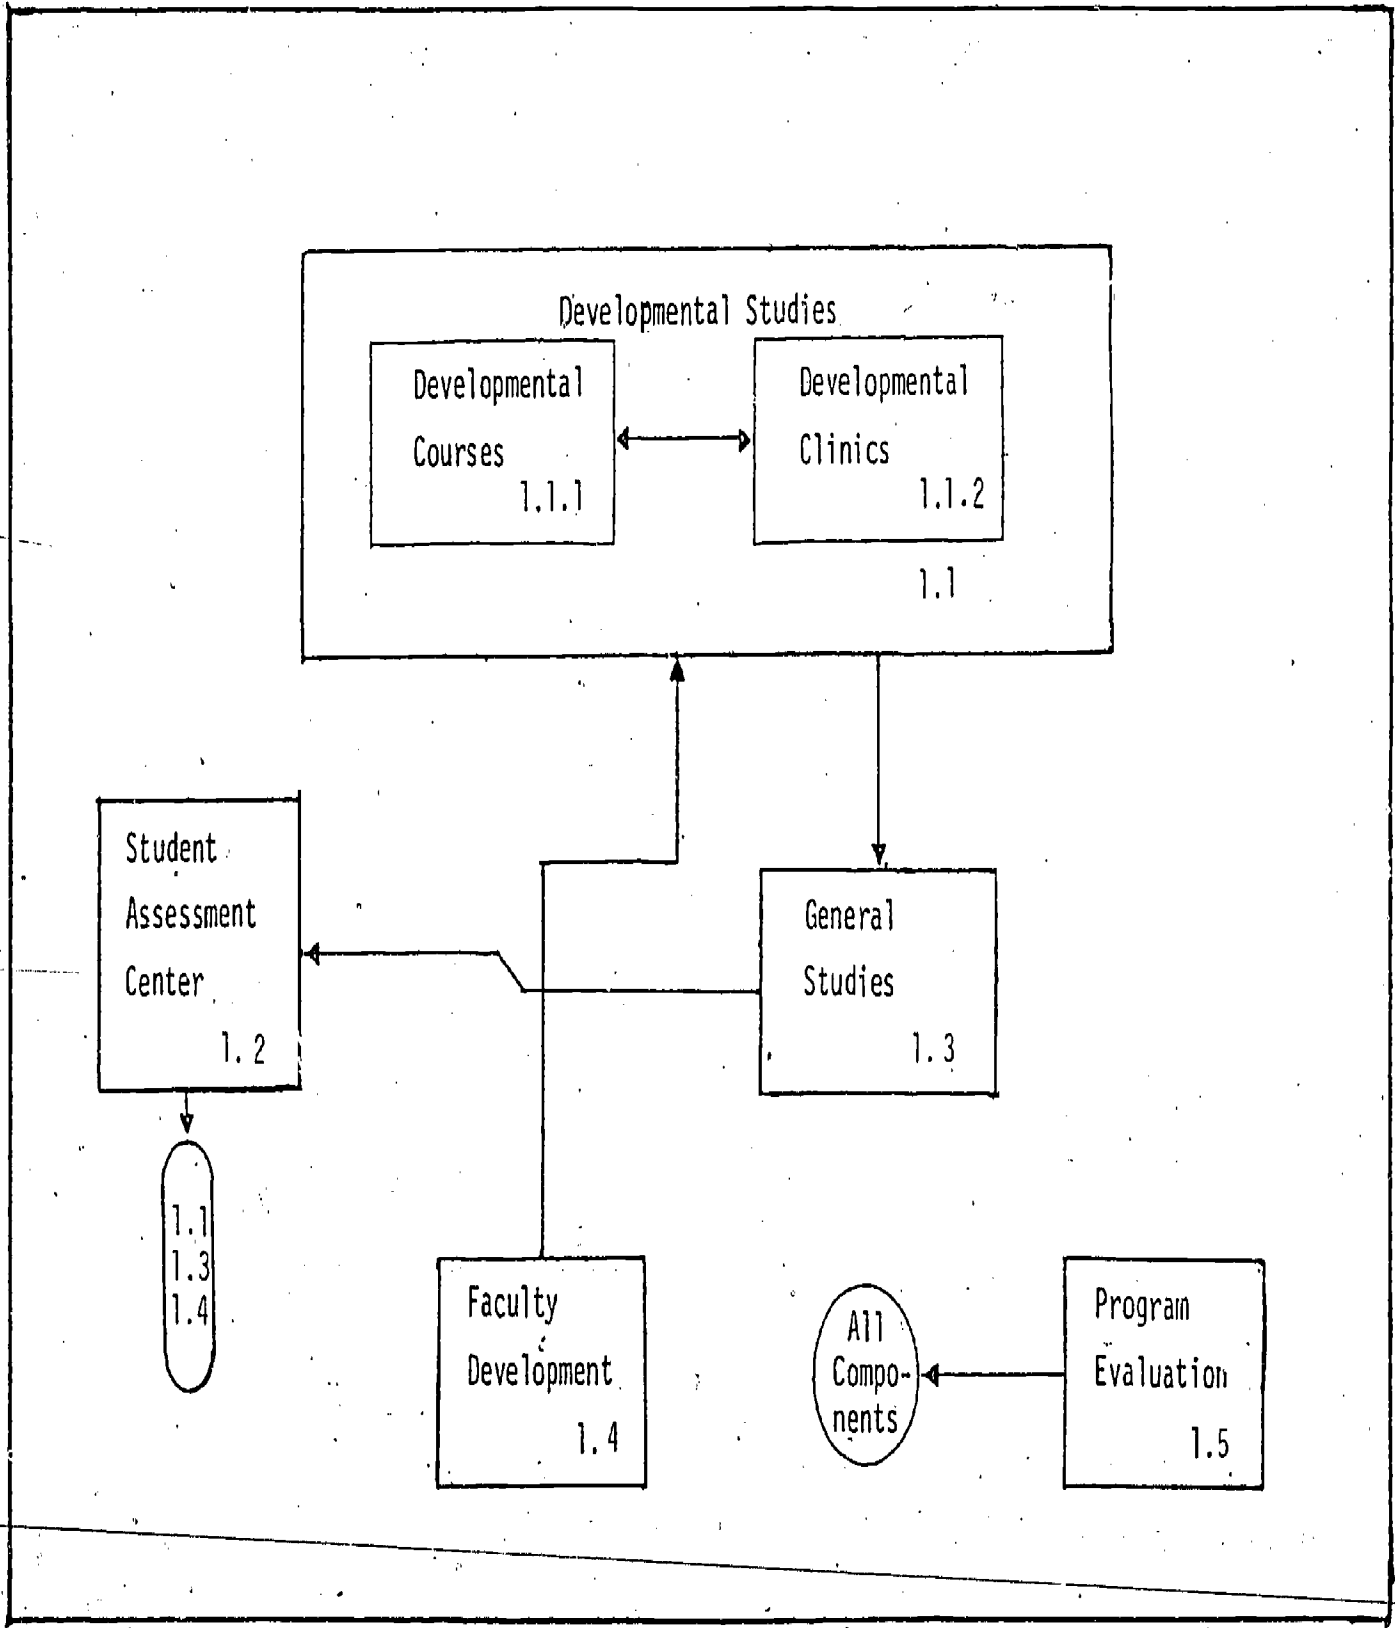 Developmental Studies
Developmental
Courses
1.1.1
Developmental
Clinics
1.1.2
1.1
Student
Assessment
Center
1.2
General
Studies
1.3
1.1
1.3
1.4
Faculty
Development
1.4
All
Compo-
nents
Program
Evaluation
1.5